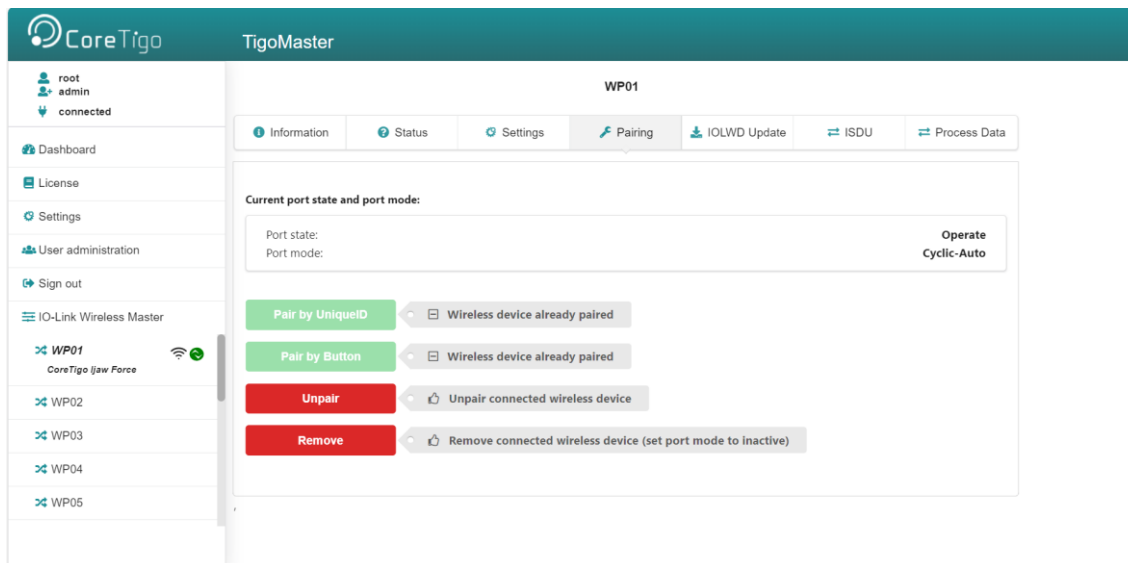 CoreTigo
TigoMaster
root
admin
connected
Dashboard
License
Settings
User administration
Sign out
IO-Link Wireless Master
WP01
CoreTigo Ijaw Force
WP02
WP03
WP04
WP05
WP01
Information
Status
Settings
Pairing
IOLWD Update
ISDU
Process Data
Current port state and port mode:
Port state: Operate
Port mode: Cyclic-Auto
Pair by UniqueID Wireless device already paired
Pair by Button Wireless device already paired
Unpair Unpair connected wireless device
Remove Remove connected wireless device (set port mode to inactive)
,